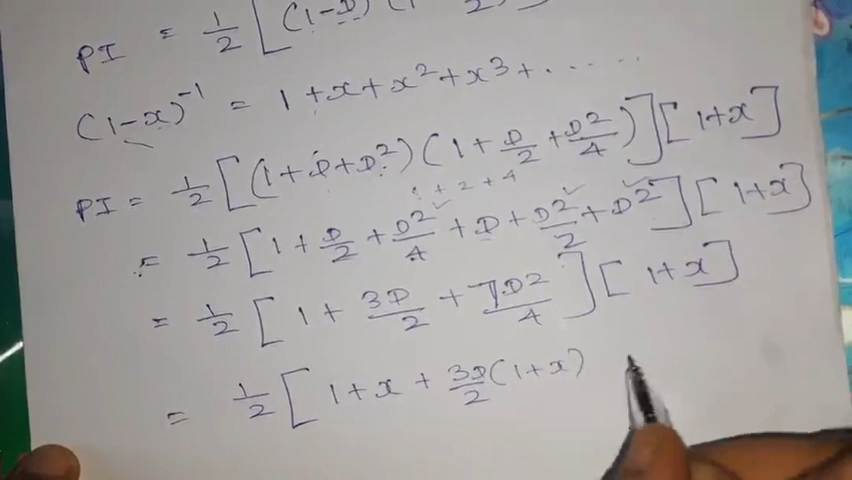 PI = 1/2 [(1-D) (1
(1-x)^-1 = 1+x+x^2+x^3+......
PI = 1/2 [(1+D+D^2)(1+D/2+D^2/4)][1+x]
1+2+4
= 1/2 [1+D/2+D^2/4+D+D^2/2+D^2][1+x]
= 1/2 [1+3D/2+7D^2/4][1+x]
= 1/2 [1+x+3D/2(1+x)